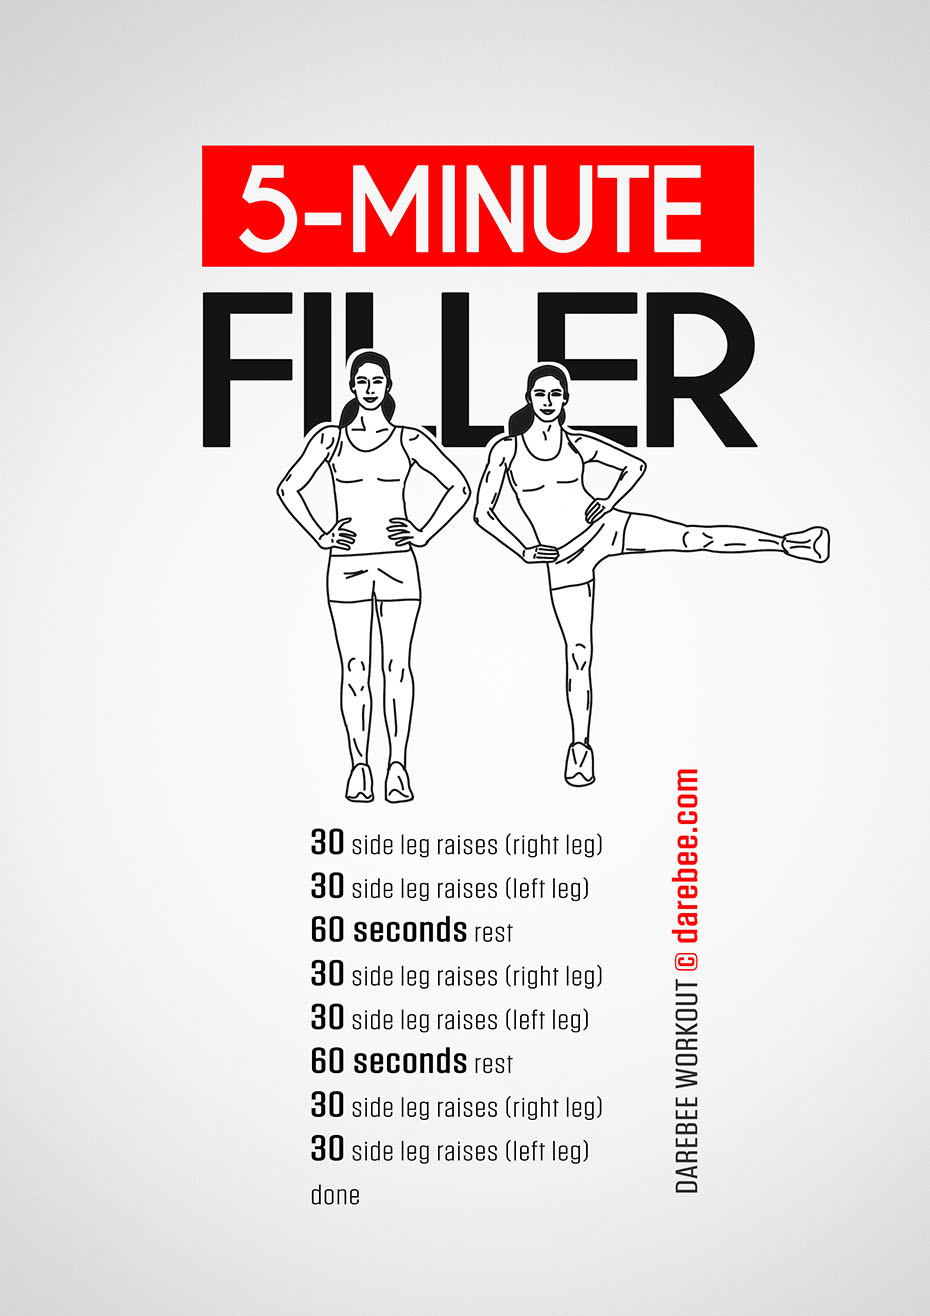 5-MINUTE
FILLER
30 side leg raises (right leg)
30 side leg raises (left leg)
60 seconds rest
30 side leg raises (right leg)
30 side leg raises (left leg)
60 seconds rest
30 side leg raises (right leg)
30 side leg raises (left leg)
done
DAREBEE WORKOUT © darebee.com